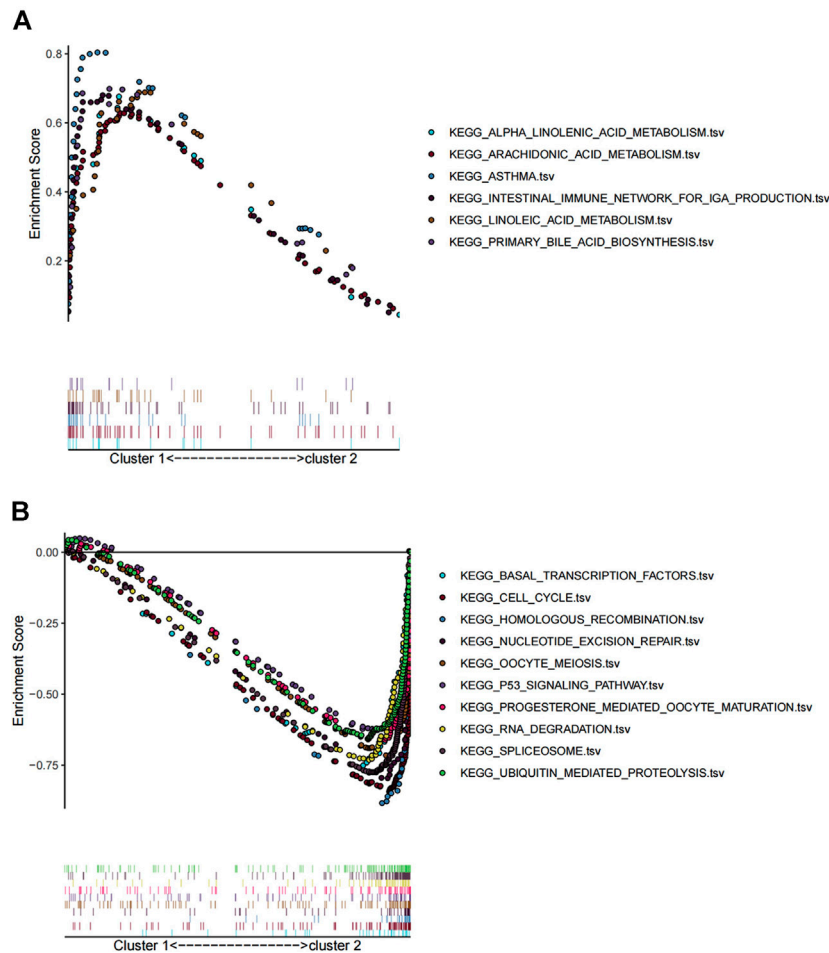 A
0.8
0.6
0.4
0.2
Enrichment Score
KEGG_ALPHA_LINOLENIC_ACID_METABOLISM.tsv
KEGG_ARACHIDONIC_ACID_METABOLISM.tsv
KEGG_ASTHMA.tsv
KEGG_INTESTINAL_IMMUNE_NETWORK_FOR_IGA_PRODUCTION.tsv
KEGG_LINOLEIC_ACID_METABOLISM.tsv
KEGG_PRIMARY_BILE_ACID_BIOSYNTHESIS.tsv
Cluster 1<------------------->cluster 2
B
0.00
−0.25
−0.50
−0.75
Enrichment Score
KEGG_BASAL_TRANSCRIPTION_FACTORS.tsv
KEGG_CELL_CYCLE.tsv
KEGG_HOMOLOGOUS_RECOMBINATION.tsv
KEGG_NUCLEOTIDE_EXCISION_REPAIR.tsv
KEGG_OOCYTE_MEIOSIS.tsv
KEGG_P53_SIGNALING_PATHWAY.tsv
KEGG_PROGESTERONE_MEDIATED_OOCYTE_MATURATION.tsv
KEGG_RNA_DEGRADATION.tsv
KEGG_SPLICEOSOME.tsv
KEGG_UBIQUITIN_MEDIATED_PROTEOLYSIS.tsv
Cluster 1<------------------->cluster 2